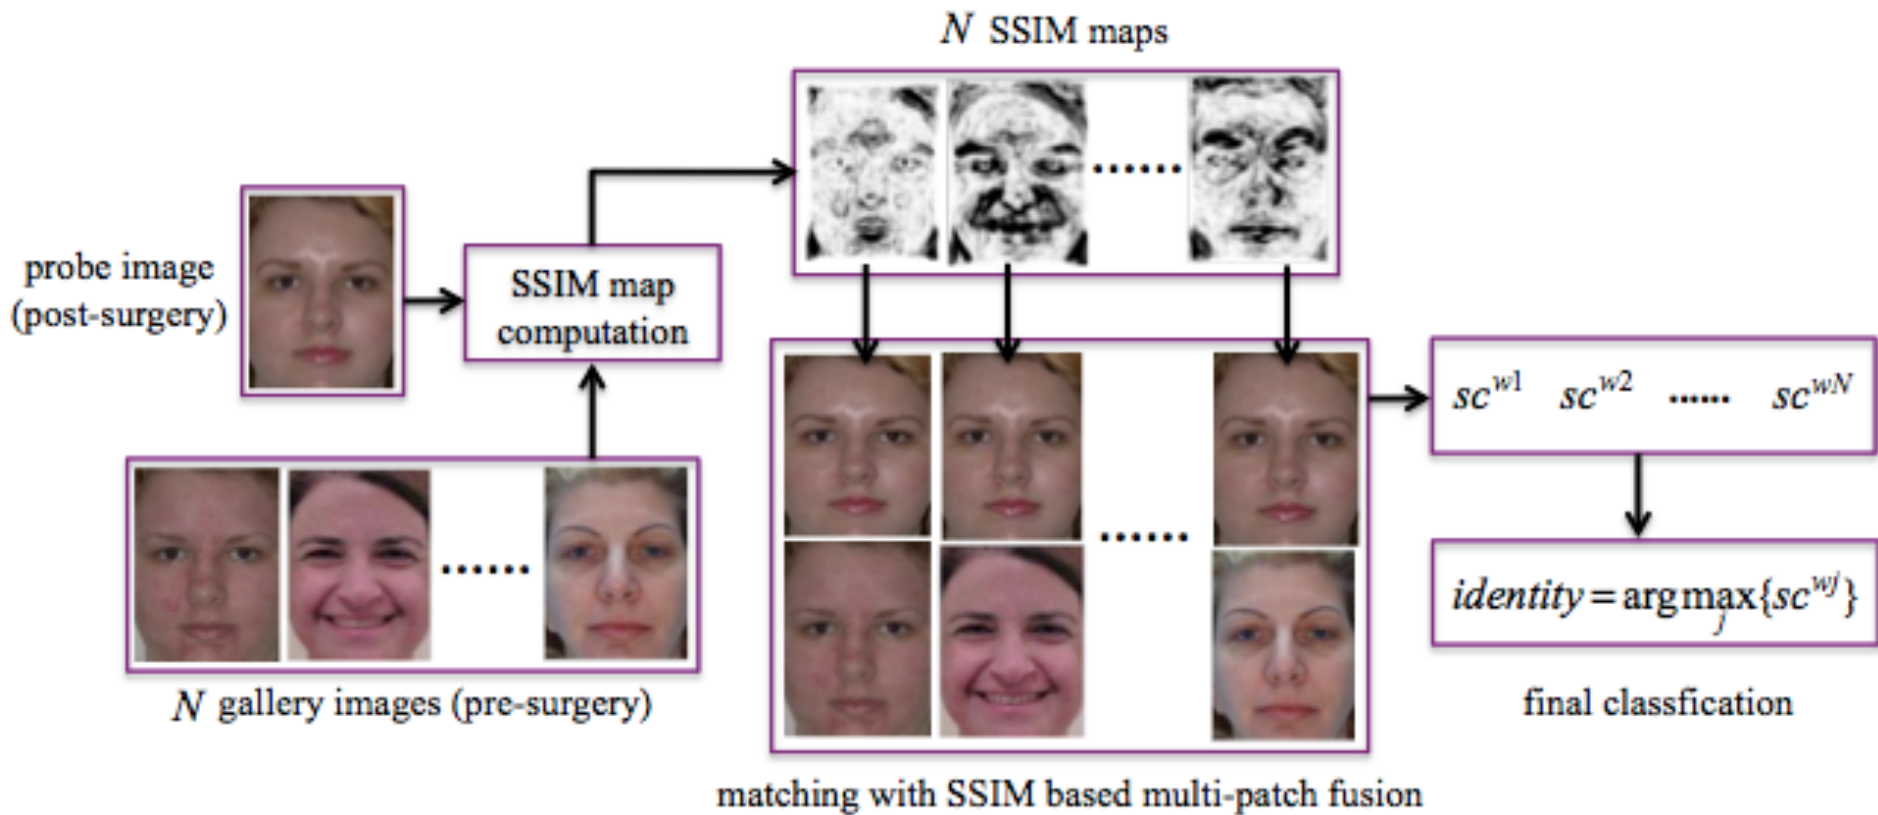 N SSIM maps
probe image
(post-surgery)
SSIM map
computation
N gallery images (pre-surgery)
matching with SSIM based multi-patch fusion
sc^{w1} sc^{w2} ...... sc^{wN}
identity = arg max_j {sc^{wj}}
final classfication